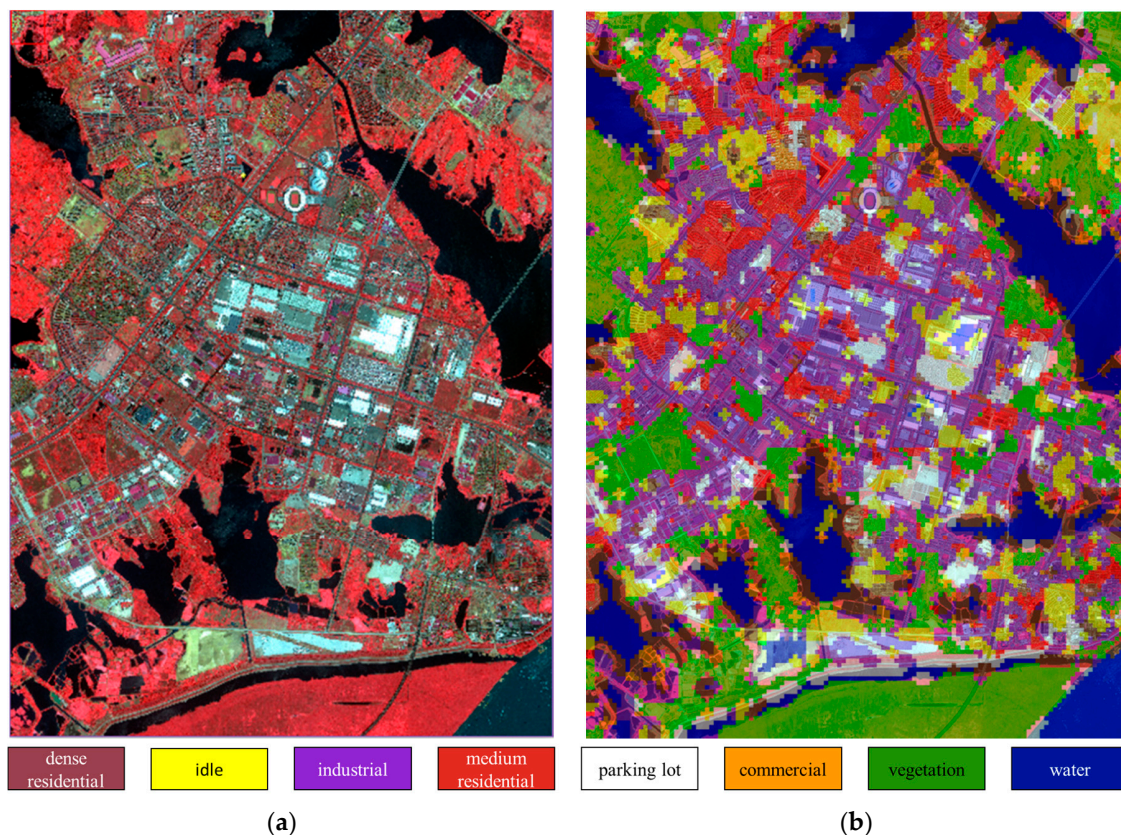 dense
residential
idle
industrial
medium
residential
parking lot
commercial
vegetation
water
(a)
(b)